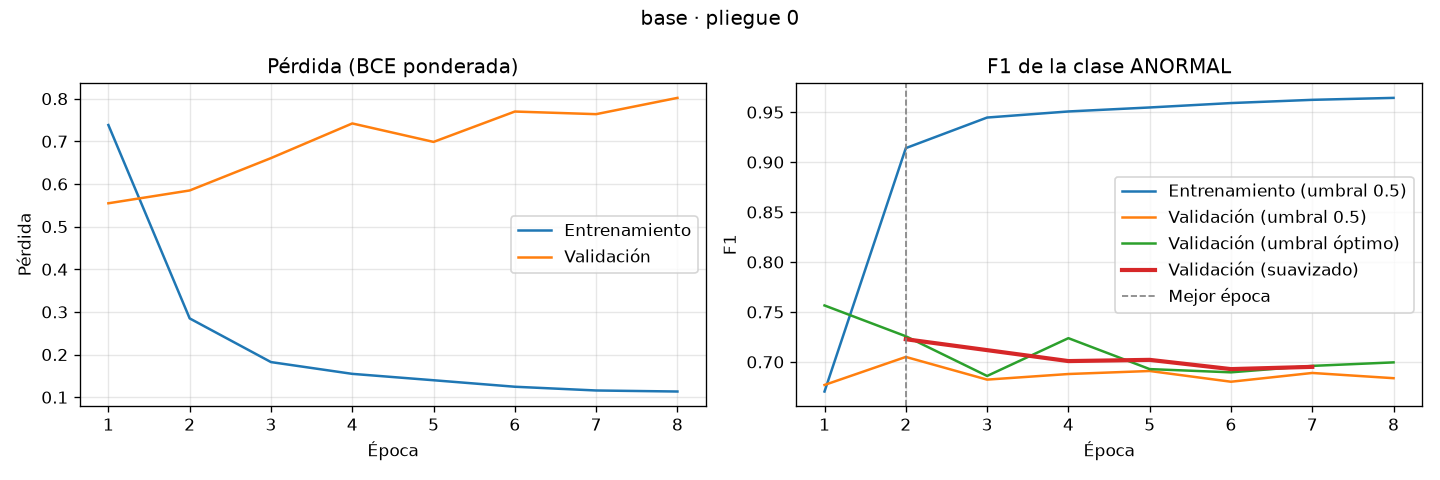 base · pliegue 0
Pérdida (BCE ponderada)
Pérdida
0.8
0.7
0.6
0.5
0.4
0.3
0.2
0.1
Entrenamiento
Validación
1 2 3 4 5 6 7 8
Época
F1 de la clase ANORMAL
F1
0.95
0.90
0.85
0.80
0.75
0.70
Entrenamiento (umbral 0.5)
Validación (umbral 0.5)
Validación (umbral óptimo)
Validación (suavizado)
Mejor época
1 2 3 4 5 6 7 8
Época